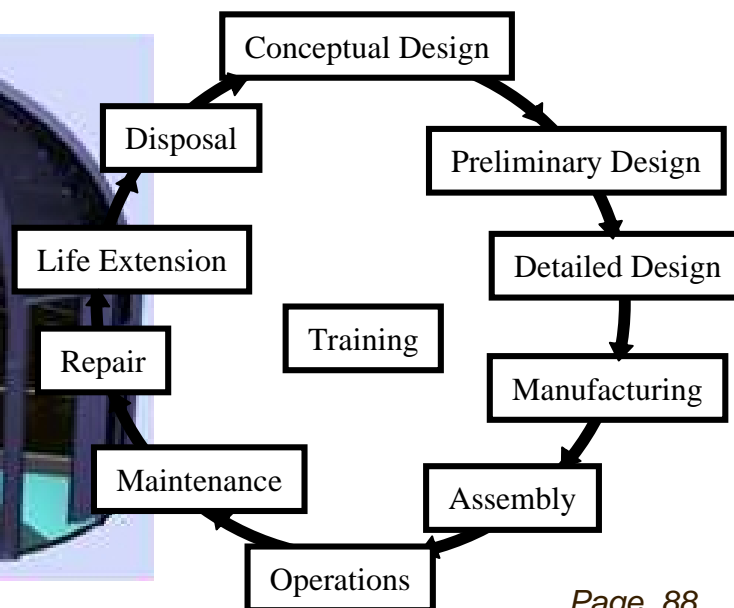 Conceptual Design
Disposal
Preliminary Design
Life Extension
Detailed Design
Training
Repair
Manufacturing
Maintenance
Assembly
Operations
Page 88